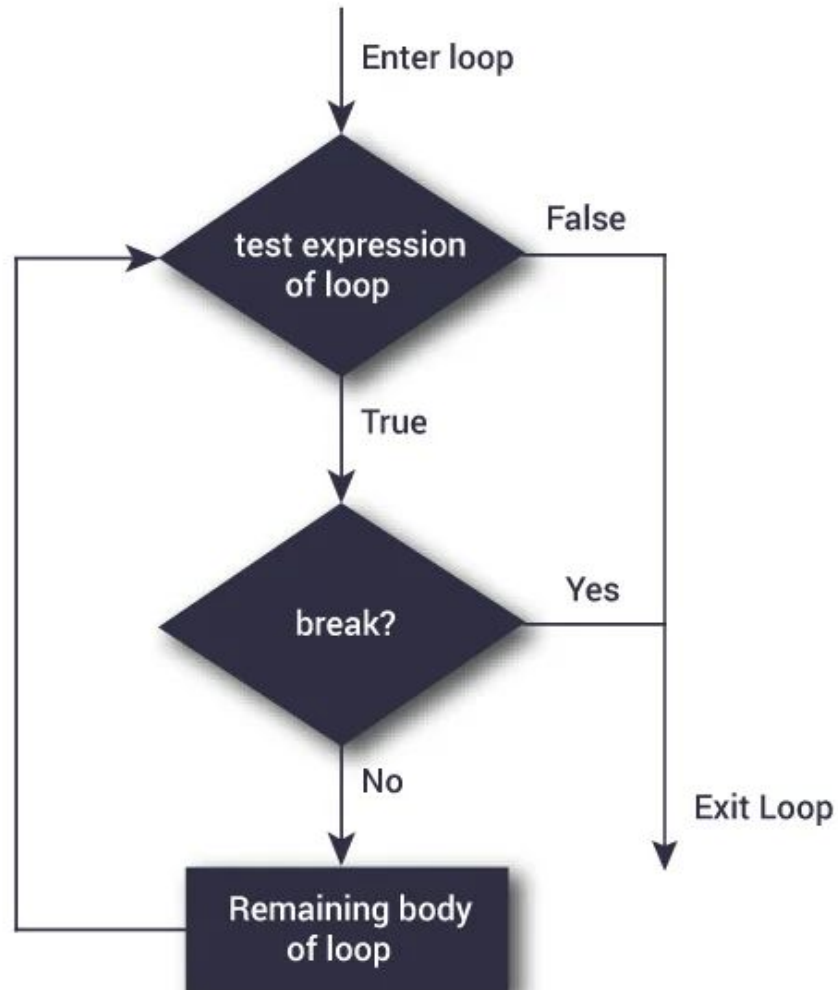 Enter loop
test expression
of loop
False
True
break?
Yes
No
Exit Loop
Remaining body
of loop